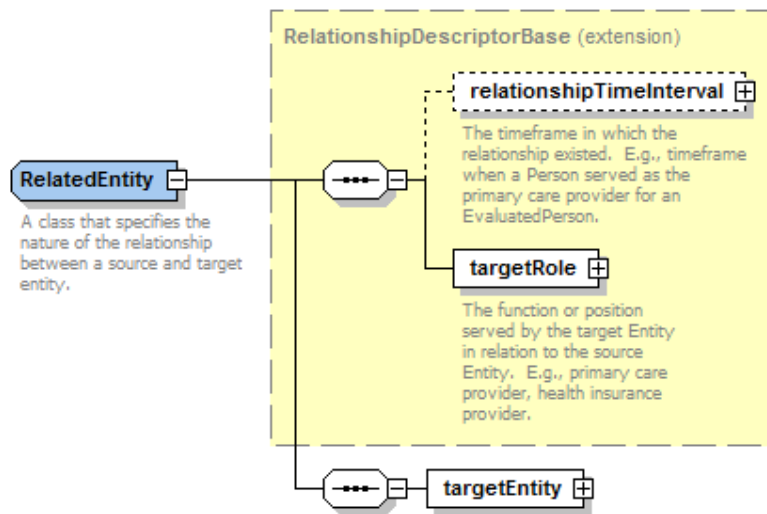 RelationshipDescriptorBase (extension)
relationshipTimeInterval
The timeframe in which the
relationship existed. E.g., timeframe
when a Person served as the
primary care provider for an
EvaluatedPerson.
RelatedEntity
A class that specifies the
nature of the relationship
between a source and target
entity.
targetRole
The function or position
served by the target Entity
in relation to the source
Entity. E.g., primary care
provider, health insurance
provider.
targetEntity